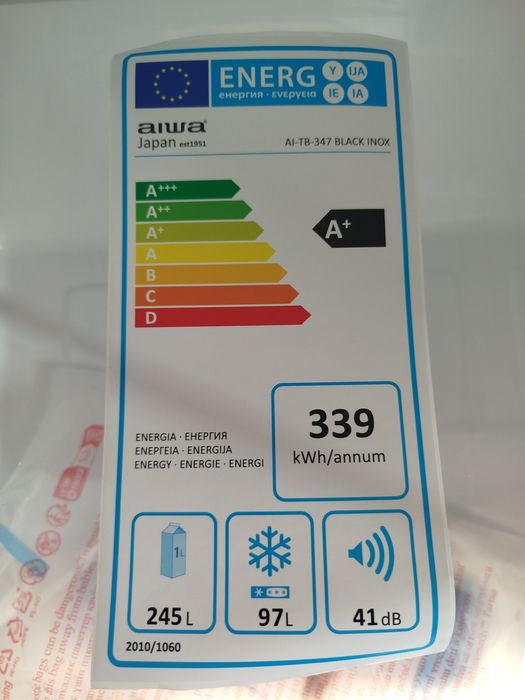 ENERG Y IJA
енергия · ενεργεια IE IA
aiwa
Japan est1951
AI-TB-347 BLACK INOX
A+++
A++
A+
A
B
C
D
A+
339
kWh/annum
ENERGIA · ЕНЕРГИЯ
ΕΝΕΡΓΕΙΑ · ENERGIJA
ENERGY · ENERGIE · ENERGI
1L
245 L
97 L
41 dB
2010/1060